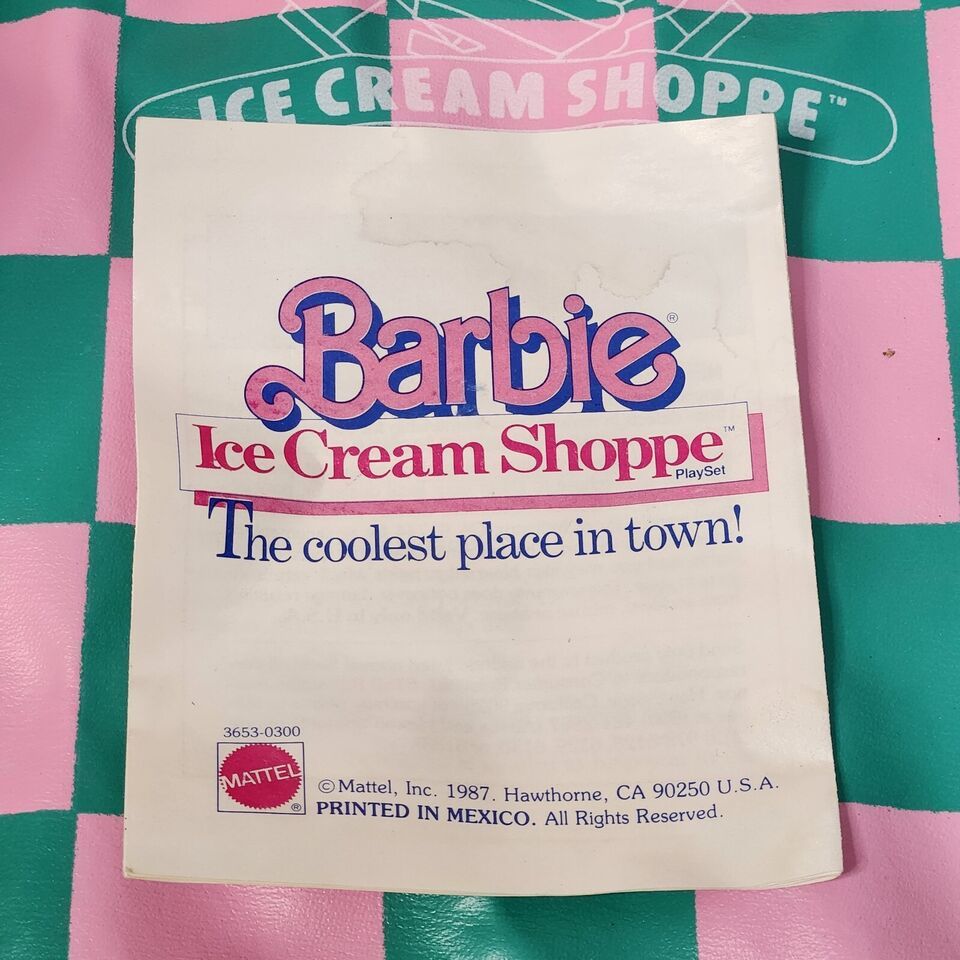 ICE CREAM SHOPPE™
Barbie®
Ice Cream Shoppe™
PlaySet
The coolest place in town!
3653-0300
MATTEL®
©Mattel, Inc. 1987. Hawthorne, CA 90250 U.S.A.
PRINTED IN MEXICO. All Rights Reserved.